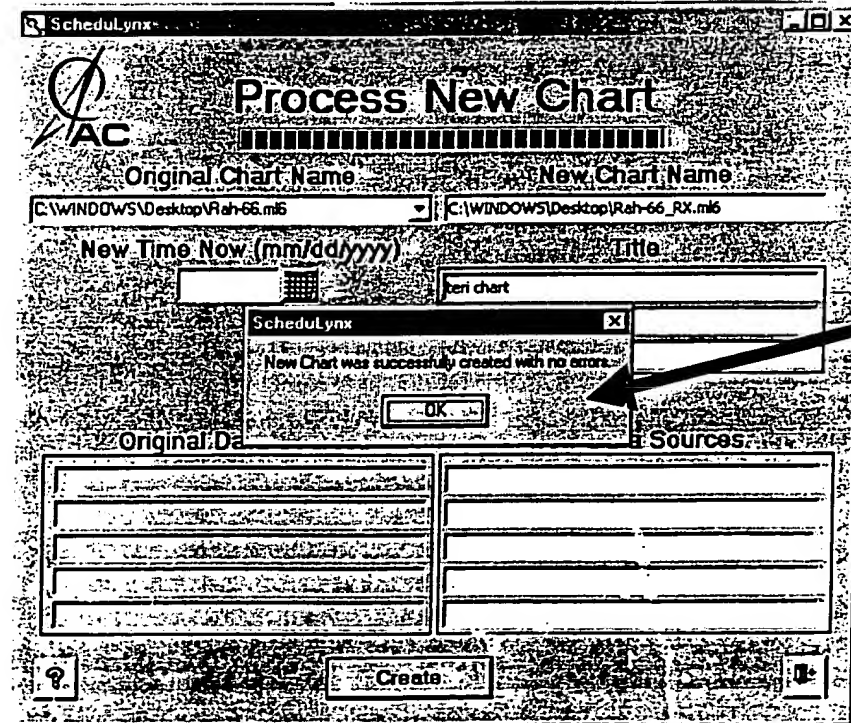 ScheduLynx
AC
Process New Chart
Original Chart Name
New Chart Name
C:\WINDOWS\Desktop\Rah-66.ml6
C:\WINDOWS\Desktop\Rah-66_RX.ml6
New Time Now (mm/dd/yyyy)
Title
teri chart
ScheduLynx
New Chart was successfully created with no errors.
OK
Original Da
Sources
?
Create